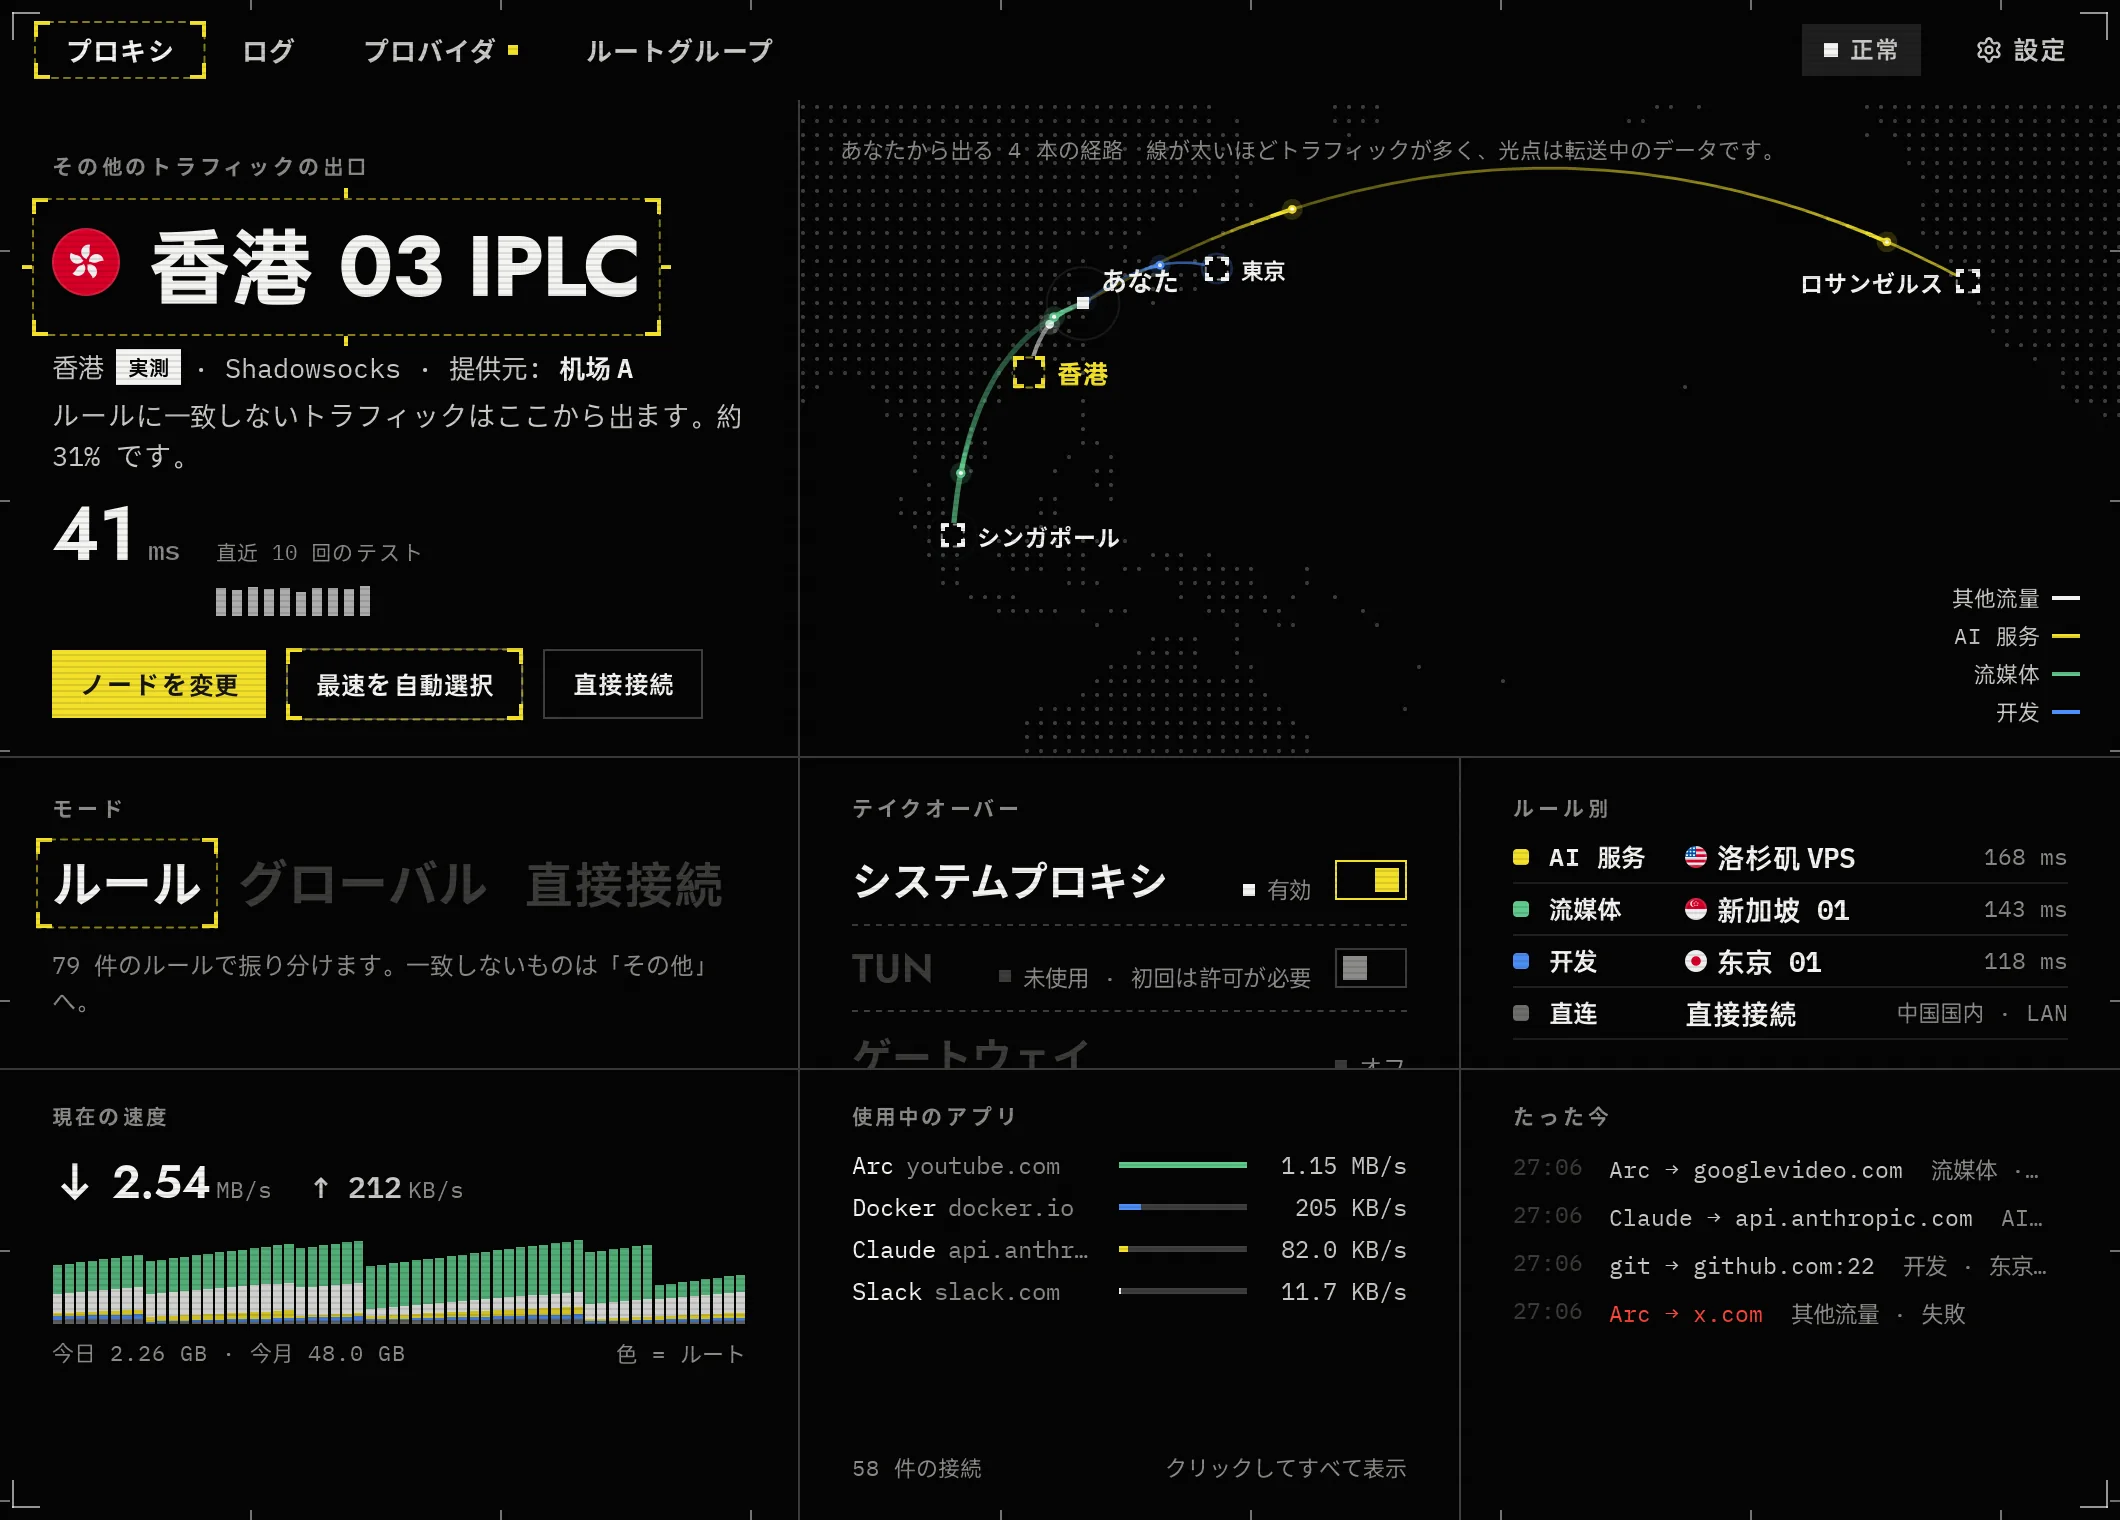 プロキシ ログ プロバイダ ルートグループ 正常 設定
その他のトラフィックの出口
香港 03 IPLC
香港 実測 · Shadowsocks · 提供元: 机场 A
ルールに一致しないトラフィックはここから出ます。約
31% です。
41 ms 直近 10 回のテスト
ノードを変更 最速を自動選択 直接接続
あなたから出る 4 本の経路 線が太いほどトラフィックが多く、光点は転送中のデータです。
あなた
東京
ロサンゼルス
香港
シンガポール
其他流量
AI 服务
流媒体
开发
モード
ルール グローバル 直接接続
79 件のルールで振り分けます。一致しないものは「その他」
へ。
テイクオーバー
システムプロキシ 有効
TUN 未使用 · 初回は許可が必要
ゲートウェイ オフ
ルール別
AI 服务 洛杉矶 VPS 168 ms
流媒体 新加坡 01 143 ms
开发 东京 01 118 ms
直连 直接接続 中国国内 · LAN
現在の速度
↓ 2.54 MB/s ↑ 212 KB/s
今日 2.26 GB · 今月 48.0 GB 色 = ルート
使用中のアプリ
Arc youtube.com 1.15 MB/s
Docker docker.io 205 KB/s
Claude api.anthr… 82.0 KB/s
Slack slack.com 11.7 KB/s
58 件の接続 クリックしてすべて表示
たった今
27:06 Arc → googlevideo.com 流媒体 ·…
27:06 Claude → api.anthropic.com AI…
27:06 git → github.com:22 开发 · 东京…
27:06 Arc → x.com 其他流量 · 失敗